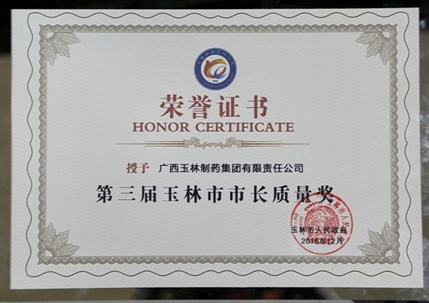 荣誉证书
HONOR CERTIFICATE
授予 广西玉林制药集团有限责任公司
第三届玉林市市长质量奖
玉林市人民政府
2016年12月